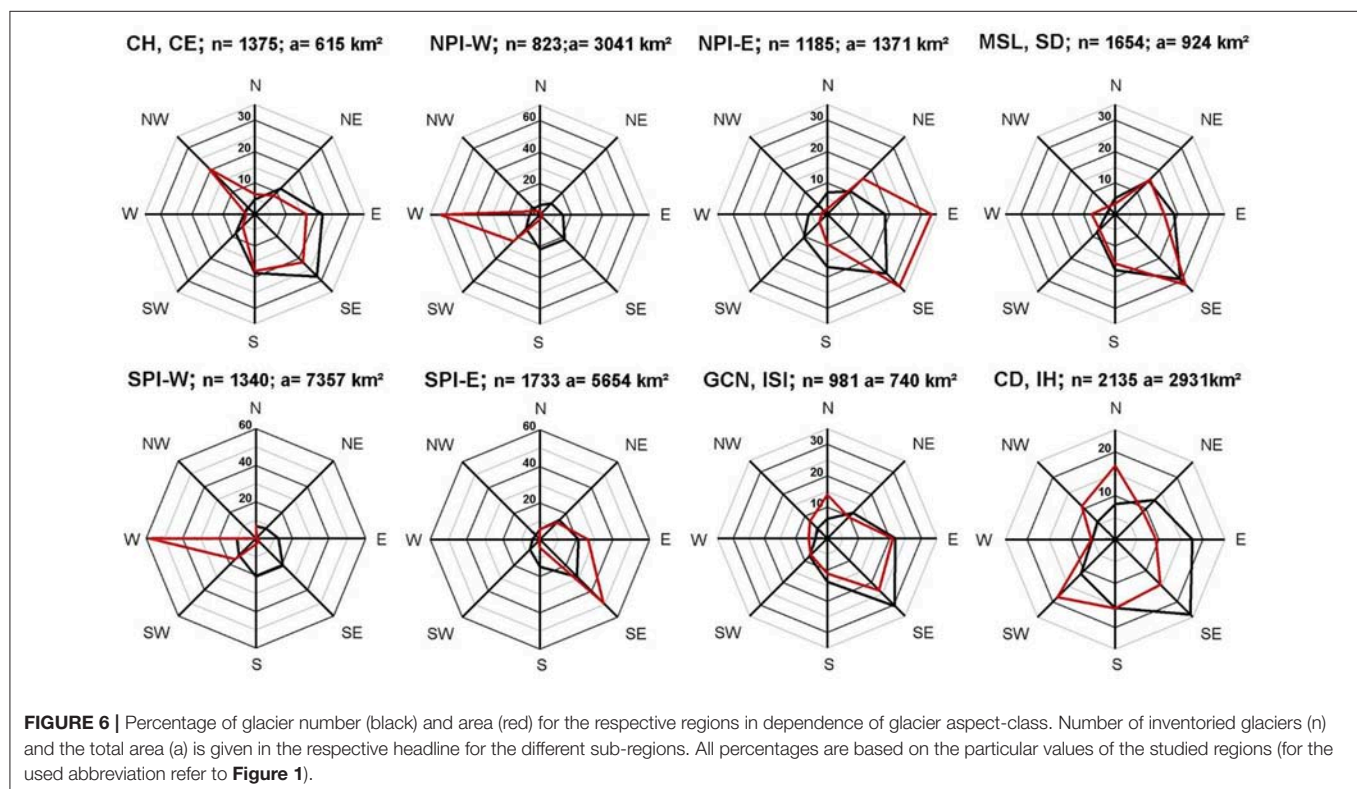 CH, CE; n= 1375; a= 615 km²
NPI-W; n= 823;a= 3041 km²
NPI-E; n= 1185; a= 1371 km²
MSL, SD; n= 1654; a= 924 km²
N
NW
NE
30
20
10
W
E
SW
SE
S
N
NW
NE
60
40
20
W
E
SW
SE
S
N
NW
NE
30
20
10
W
E
SW
SE
S
N
NW
NE
30
20
10
W
E
SW
SE
S
SPI-W; n= 1340; a= 7357 km²
SPI-E; n= 1733 a= 5654 km²
GCN, ISI; n= 981 a= 740 km²
CD, IH; n= 2135 a= 2931km²
N
60
NW
NE
40
20
W
E
SW
SE
S
N
60
NW
NE
40
20
W
E
SW
SE
S
N
NW
NE
30
20
10
W
E
SW
SE
S
N
NW
NE
20
10
W
E
SW
SE
S
FIGURE 6 | Percentage of glacier number (black) and area (red) for the respective regions in dependence of glacier aspect-class. Number of inventoried glaciers (n)
and the total area (a) is given in the respective headline for the different sub-regions. All percentages are based on the particular values of the studied regions (for the
used abbreviation refer to Figure 1).